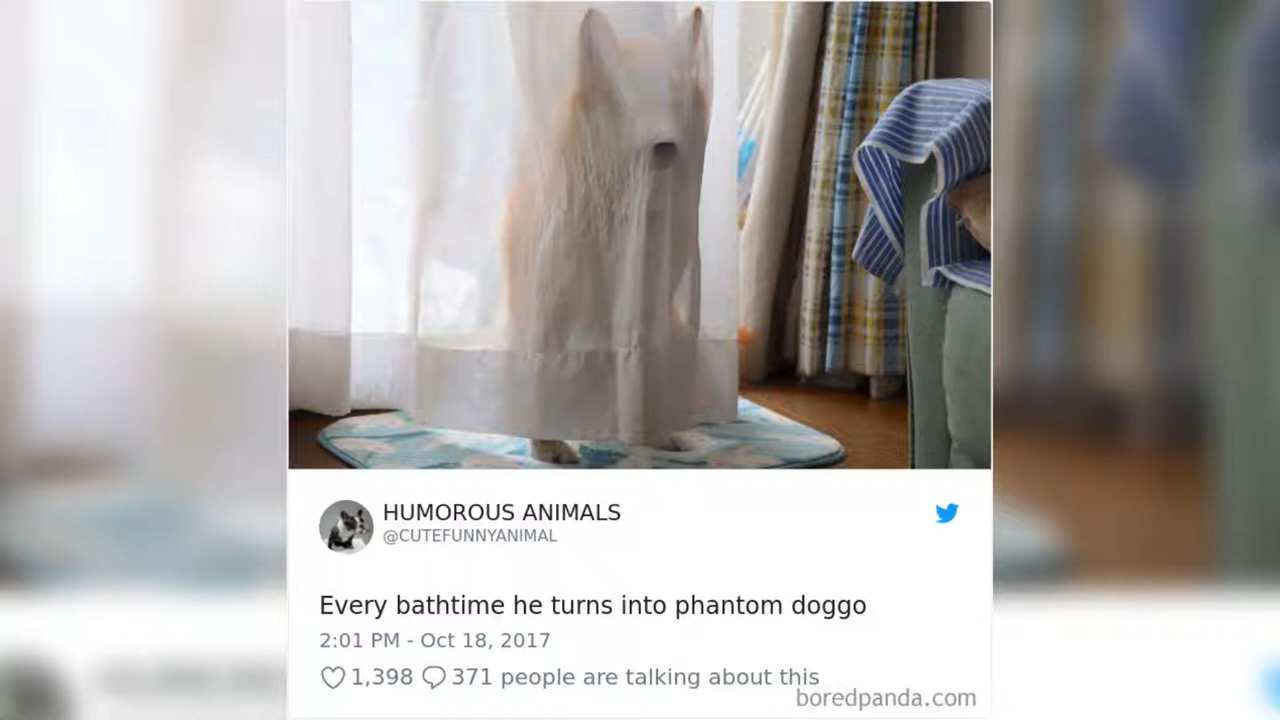 HUMOROUS ANIMALS
@CUTEFUNNYANIMAL
Every bathtime he turns into phantom doggo
2:01 PM - Oct 18, 2017
1,398 371 people are talking about this
boredpanda.com